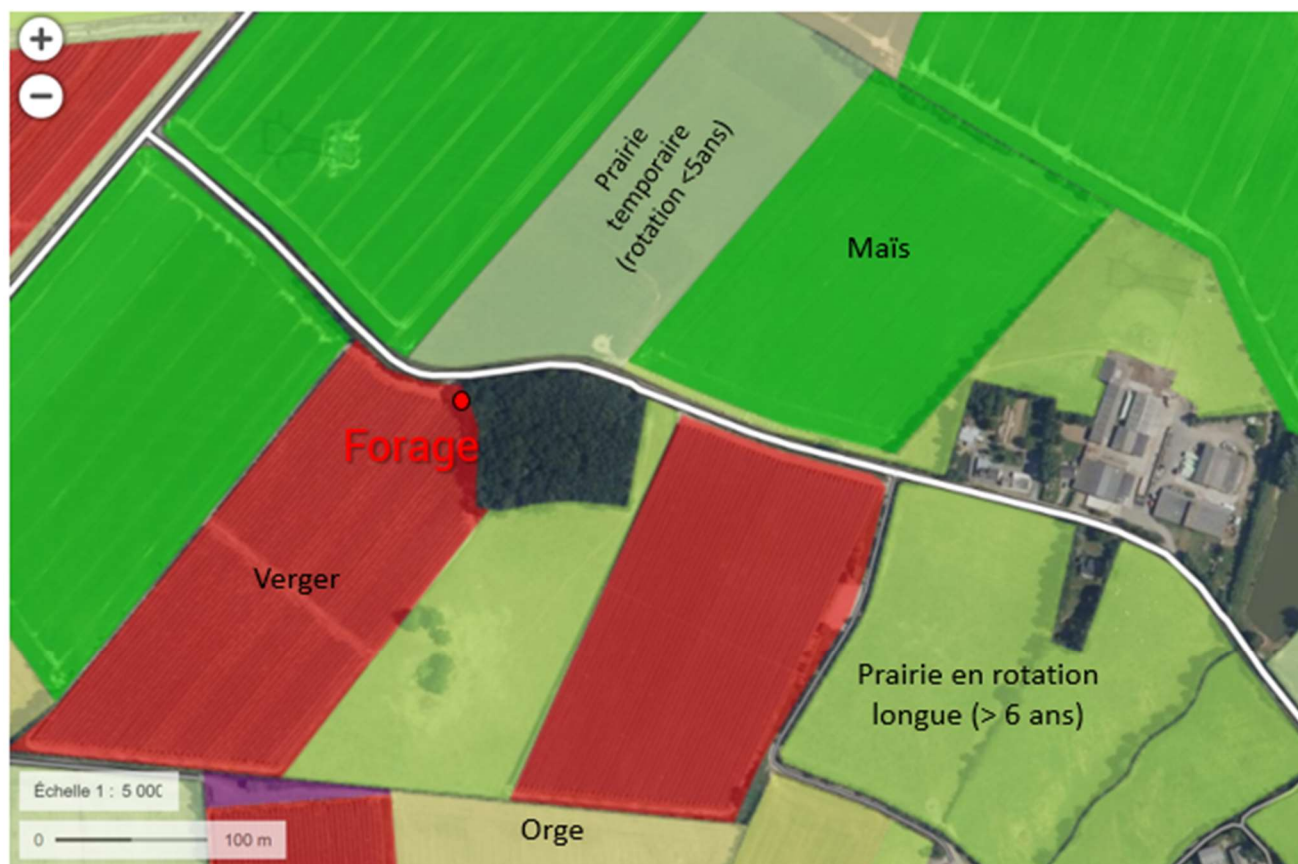 +
−
Prairie
temporaire
(rotation <5ans)
Maïs
Forage
Verger
Prairie en rotation
longue (> 6 ans)
Échelle 1 : 5 000
0 100 m
Orge